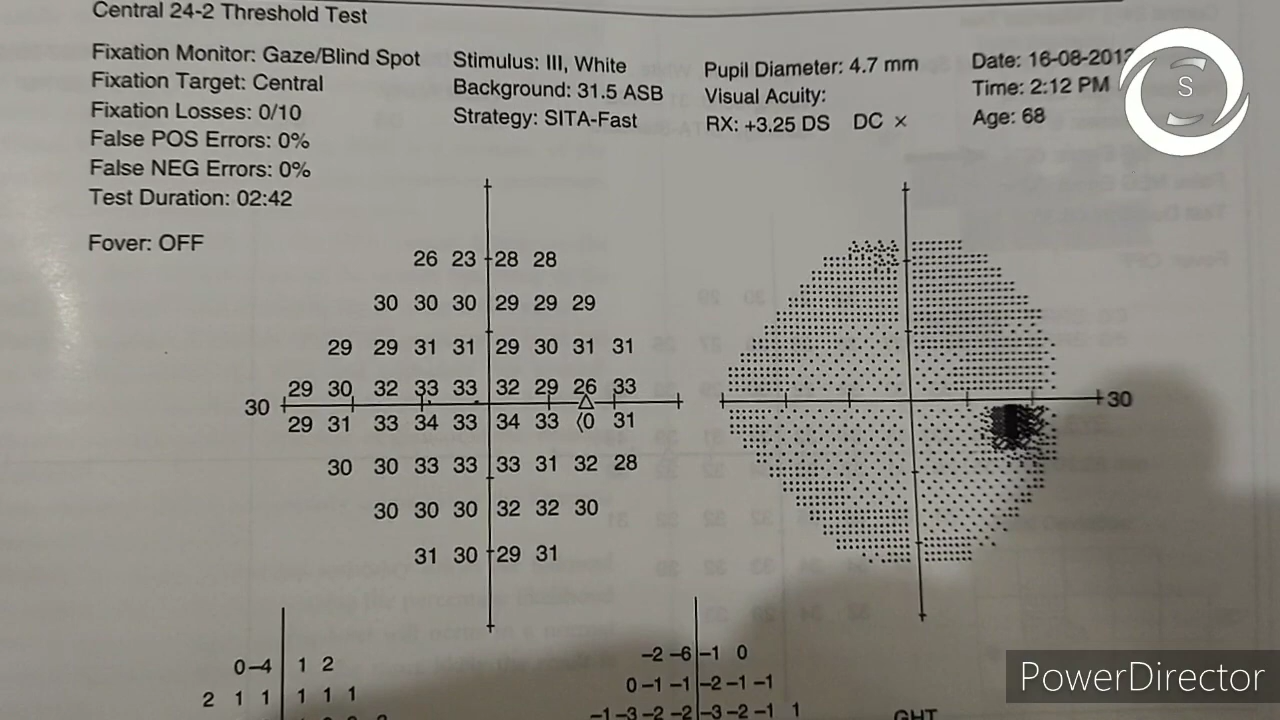 Central 24-2 Threshold Test
Fixation Monitor: Gaze/Blind Spot
Fixation Target: Central
Fixation Losses: 0/10
False POS Errors: 0%
False NEG Errors: 0%
Test Duration: 02:42
Fover: OFF
Stimulus: III, White
Background: 31.5 ASB
Strategy: SITA-Fast
Pupil Diameter: 4.7 mm
Visual Acuity:
RX: +3.25 DS DC ×
Date: 16-08-2013
Time: 2:12 PM
Age: 68
S
26 23 28 28
30 30 30 29 29 29
29 29 31 31 29 30 31 31
29 30 32 33 33 32 29 26 33
30
29 31 33 34 33 34 33 (0 31
30 30 33 33 33 31 32 28
30 30 30 32 32 30
31 30 29 31
30
0 -4 1 2
2 1 1 1 1 1
-2 -6 -1 0
0 -1 -1 -2 -1 -1
-1 -3 -2 -2 -3 -2 -1 1
GHT
PowerDirector